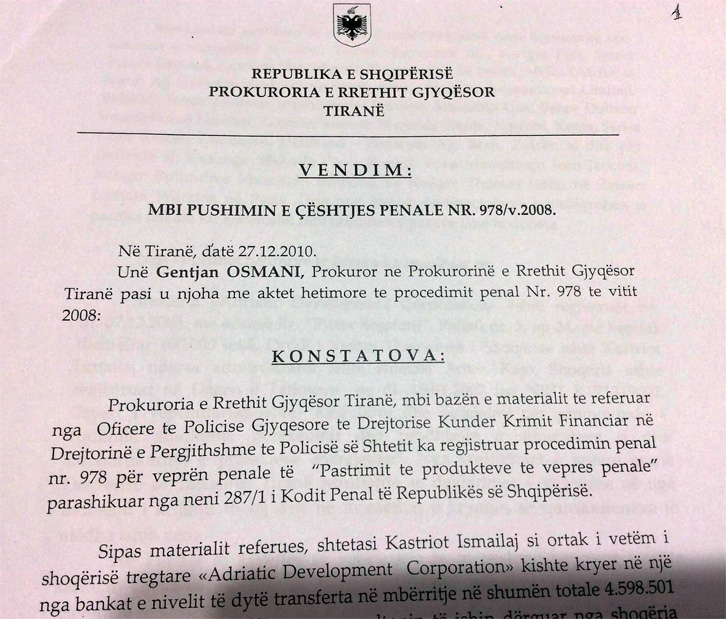 1
REPUBLIKA E SHQIPËRISË
PROKURORIA E RRETHIT GJYQËSOR
TIRANË
VENDIM:
MBI PUSHIMIN E ÇËSHTJES PENALE NR. 978/v.2008.
Në Tiranë, datë 27.12.2010.
Unë Gentjan OSMANI, Prokuror ne Prokurorinë e Rrethit Gjyqësor
Tiranë pasi u njoha me aktet hetimore te procedimit penal Nr. 978 te vitit
2008:
KONSTATOVA:
Prokuroria e Rrethit Gjyqësor Tiranë, mbi bazën e materialit te referuar
nga Oficere te Policise Gjyqesore te Drejtorise Kunder Krimit Financiar në
Drejtorinë e Pergjithshme te Policisë së Shtetit ka regjistruar procedimin penal
nr. 978 për veprën penale të "Pastrimit te produkteve te vepres penale"
parashikuar nga neni 287/1 i Kodit Penal të Republikës së Shqipërisë.
Sipas materialit referues, shtetasi Kastriot Ismailaj si ortak i vetëm i
shoqërisë tregtare «Adriatic Development Corporation» kishte kryer në një
nga bankat e nivelit të dytë transferta në mbërritje në shumën totale 4.598.501
të ishin dërguar nga shoqëria